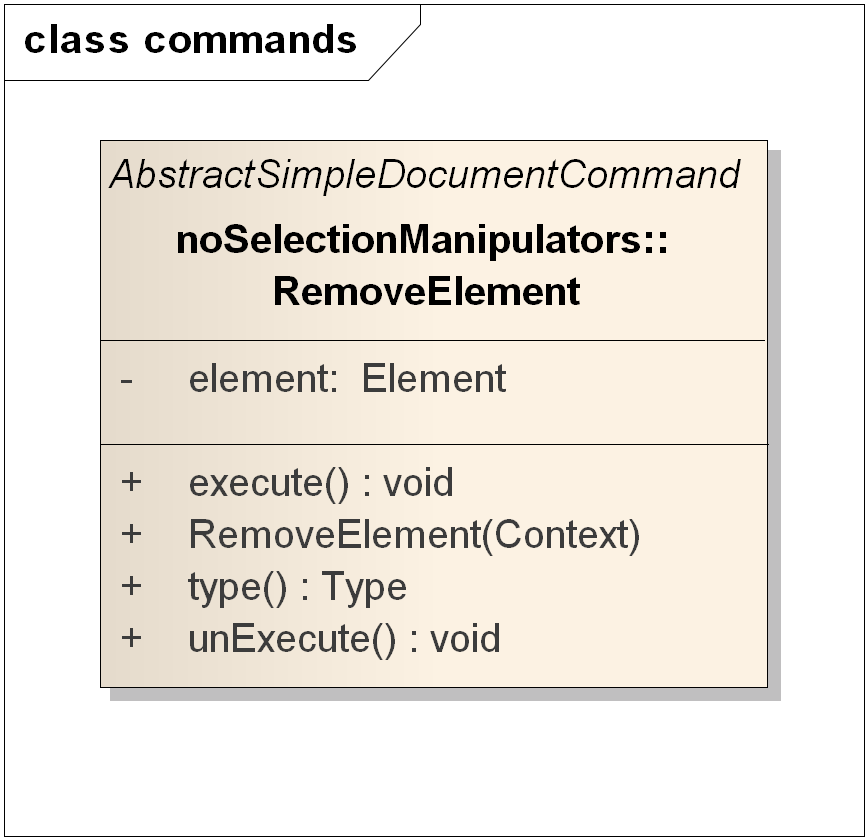 class commands
AbstractSimpleDocumentCommand
noSelectionManipulators::
RemoveElement
- element: Element
+ execute() : void
+ RemoveElement(Context)
+ type() : Type
+ unExecute() : void